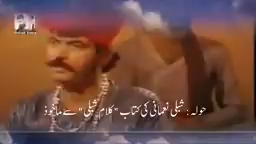 حوالہ: شبلی نعمانی کی کتاب "کلام شبلی" سے ماخوذ